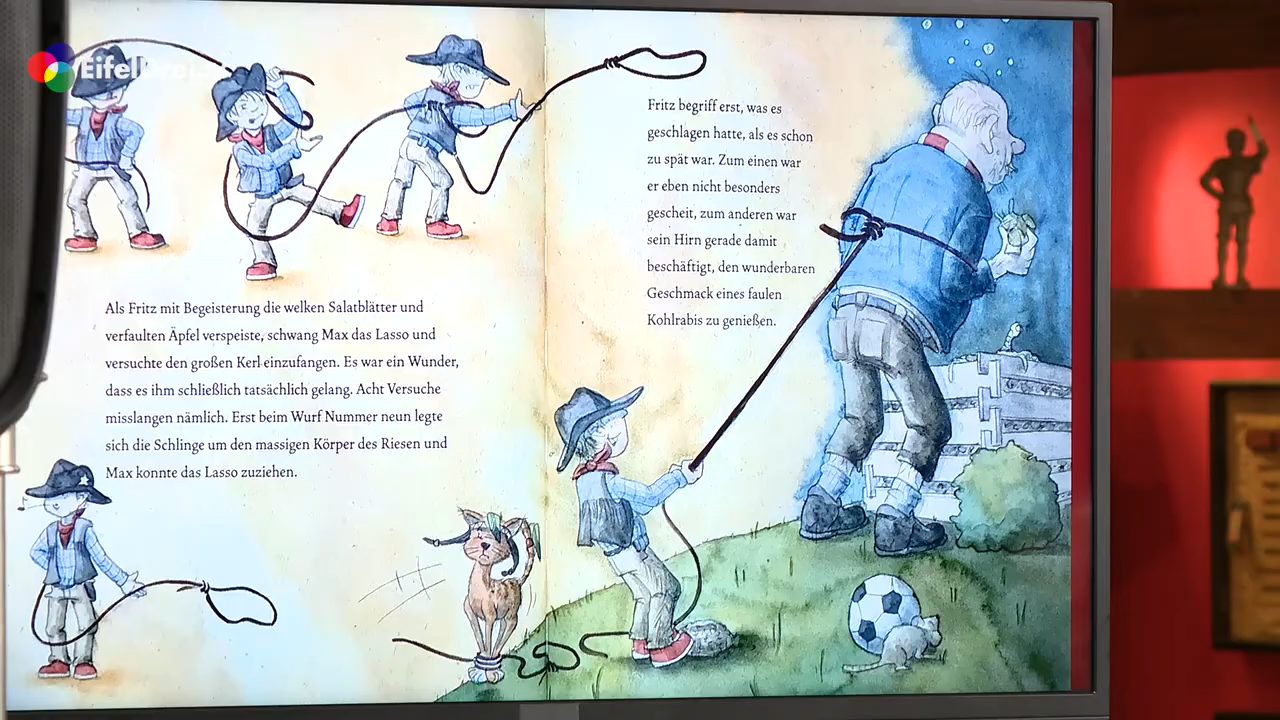 EifelDrei
Als Fritz mit Begeisterung die welken Salatblätter und
verfaulten Äpfel verspeiste, schwang Max das Lasso und
versuchte den großen Kerl einzufangen. Es war ein Wunder,
dass es ihm schließlich tatsächlich gelang. Acht Versuche
misslangen nämlich. Erst beim Wurf Nummer neun legte
sich die Schlinge um den massigen Körper des Riesen und
Max konnte das Lasso zuziehen.
Fritz begriff erst, was es
geschlagen hatte, als es schon
zu spät war. Zum einen war
er eben nicht besonders
gescheit, zum anderen war
sein Hirn gerade damit
beschäftigt, den wunderbaren
Geschmack eines faulen
Kohlrabis zu genießen.